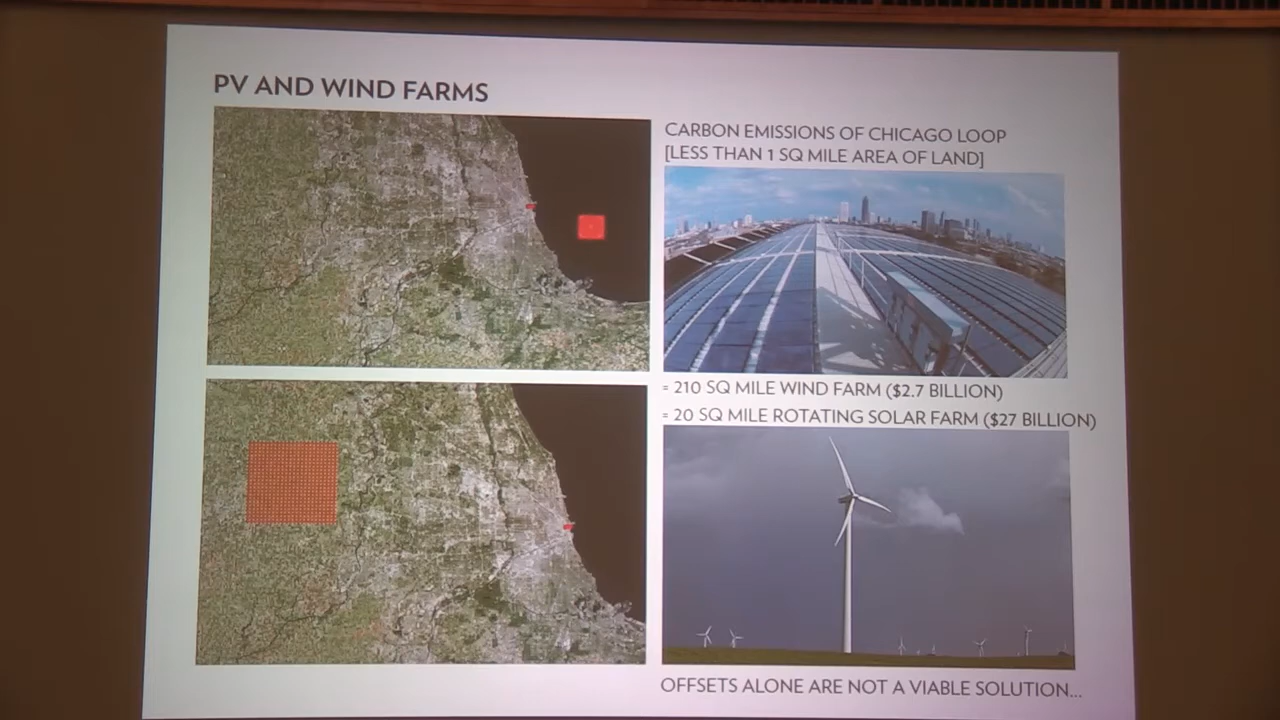 PV AND WIND FARMS
CARBON EMISSIONS OF CHICAGO LOOP
[LESS THAN 1 SQ MILE AREA OF LAND]
= 210 SQ MILE WIND FARM ($2.7 BILLION)
= 20 SQ MILE ROTATING SOLAR FARM ($27 BILLION)
OFFSETS ALONE ARE NOT A VIABLE SOLUTION...